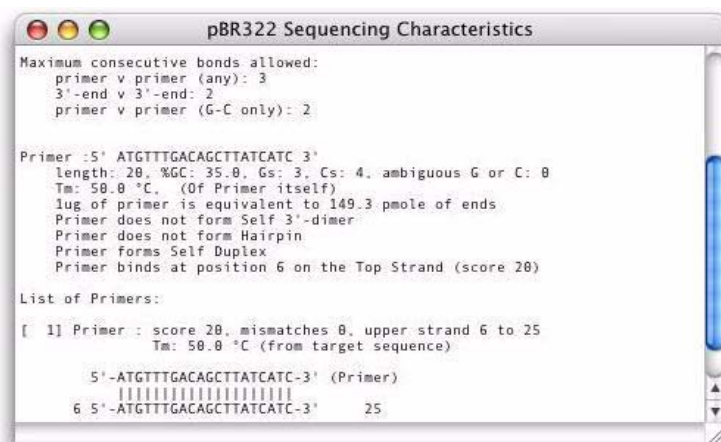 pBR322 Sequencing Characteristics
Maximum consecutive bonds allowed:
primer v primer (any): 3
3'-end v 3'-end: 2
primer v primer (G-C only): 2
Primer :5' ATGTTTGACAGCTTATCATC 3'
length: 20, %GC: 35.0, Gs: 3, Cs: 4, ambiguous G or C: 0
Tm: 50.0 °C, (Of Primer itself)
1ug of primer is equivalent to 149.3 pmole of ends
Primer does not form Self 3'-dimer
Primer does not form Hairpin
Primer forms Self Duplex
Primer binds at position 6 on the Top Strand (score 20)
List of Primers:
[ 1] Primer : score 20, mismatches 0, upper strand 6 to 25
Tm: 50.0 °C (from target sequence)
5'-ATGTTTGACAGCTTATCATC-3' (Primer)
||||||||||||||||||||
6 5'-ATGTTTGACAGCTTATCATC-3' 25